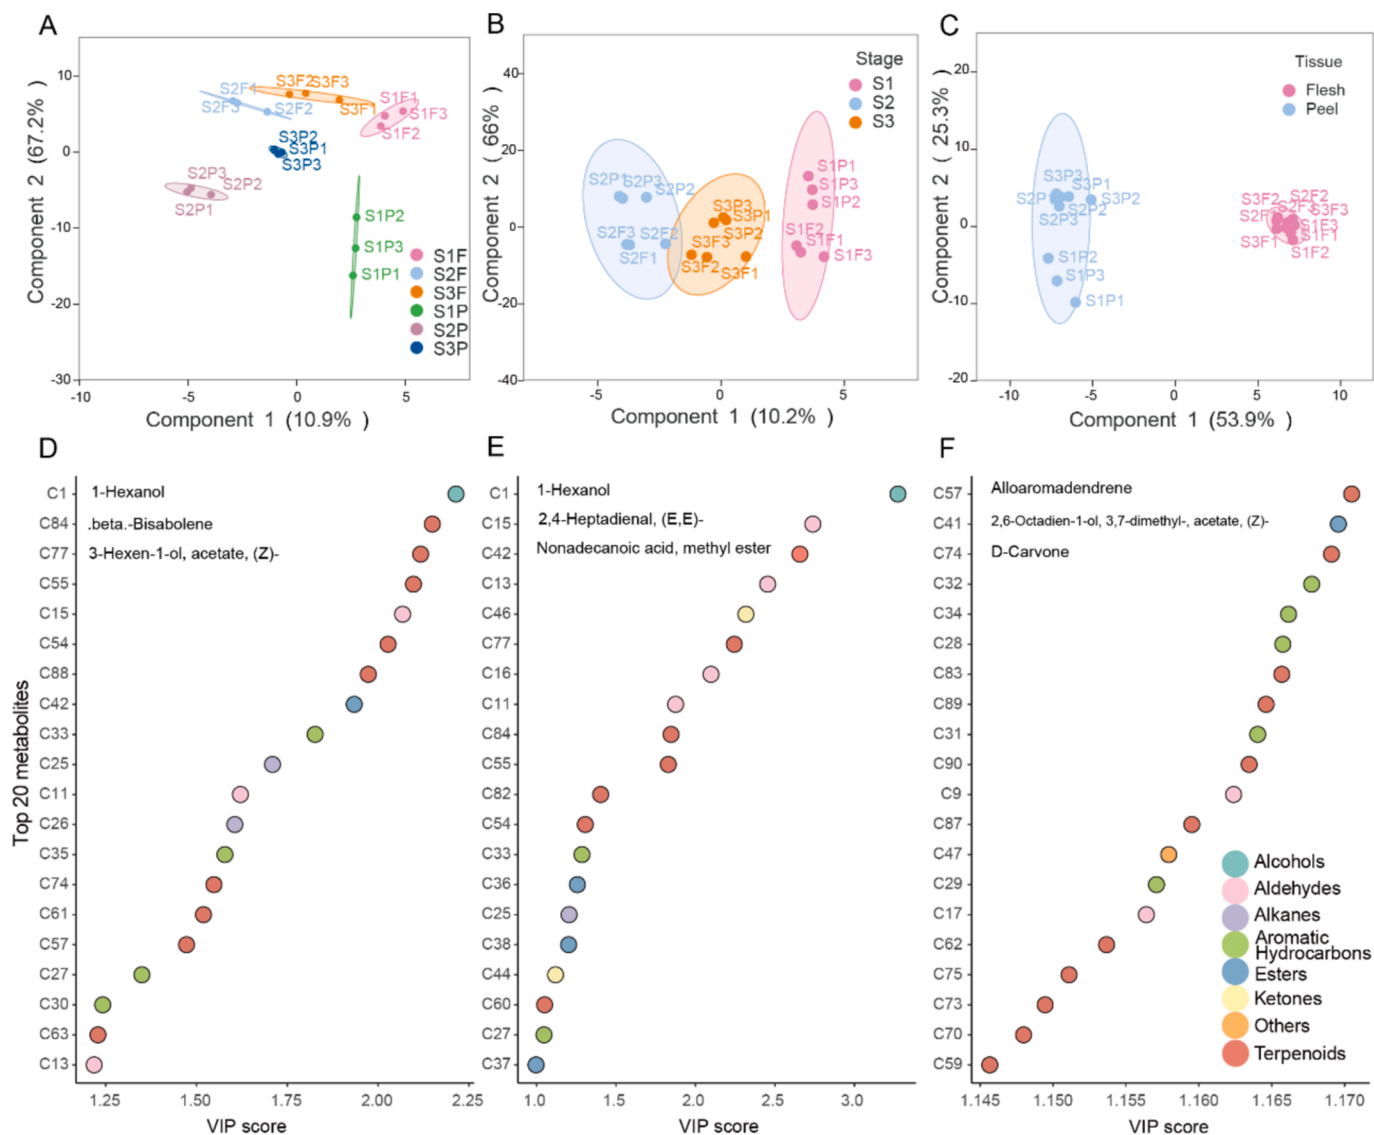 A
Component 2 (67.2% )
10
0
-10
-20
-30
-10
-5
0
5
Component 1 (10.9% )
S2F1
S2F3
S2F2
S3F2
S3F3
S3F1
S1F1
S1F3
S1F2
S3P2
S3P1
S3P3
S2P3
S2P2
S2P1
S1P2
S1P3
S1P1
S1F
S2F
S3F
S1P
S2P
S3P
B
Component 2 ( 66% )
40
20
0
-20
-40
-5
0
5
Component 1 (10.2% )
Stage
S1
S2
S3
S2P1
S2P3
S2P2
S2F3
S2F2
S2F1
S3P3
S3P1
S3P2
S3F3
S3F2
S3F1
S1P1
S1P3
S1P2
S1F2
S1F1
S1F3
C
Component 2 ( 25.3% )
20
10
0
-10
-20
-10
-5
0
5
10
Component 1 (53.9% )
Tissue
Flesh
Peel
S3P3
S3P1
S2P
S3P2
S2P2
S2P3
S1P2
S1P3
S1P1
S3F2
S2F2
S2F
S2F3
S3F3
S1F3
S3F1
S1F1
S1F2
D
Top 20 metabolites
C1
C84
C77
C55
C15
C54
C88
C42
C33
C25
C11
C26
C35
C74
C61
C57
C27
C30
C63
C13
1-Hexanol
.beta.-Bisabolene
3-Hexen-1-ol, acetate, (Z)-
1.25
1.50
1.75
2.00
2.25
VIP score
E
C1
C15
C42
C13
C46
C77
C16
C11
C84
C55
C82
C54
C33
C36
C25
C38
C44
C60
C27
C37
1-Hexanol
2,4-Heptadienal, (E,E)-
Nonadecanoic acid, methyl ester
1.0
1.5
2.0
2.5
3.0
VIP score
F
C57
C41
C74
C32
C34
C28
C83
C89
C31
C90
C9
C87
C47
C29
C17
C62
C75
C73
C70
C59
Alloaromadendrene
2,6-Octadien-1-ol, 3,7-dimethyl-, acetate, (Z)-
D-Carvone
1.145
1.150
1.155
1.160
1.165
1.170
VIP score
Alcohols
Aldehydes
Alkanes
Aromatic
Hydrocarbons
Esters
Ketones
Others
Terpenoids